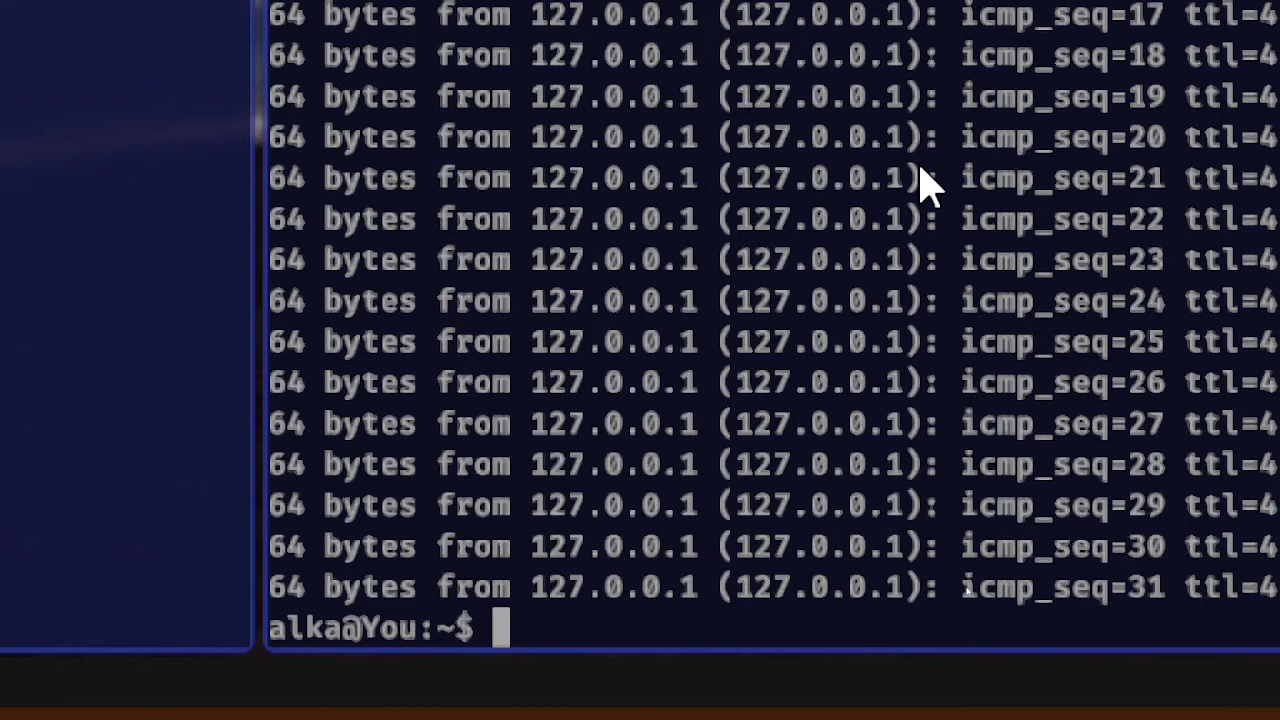 64 bytes from 127.0.0.1 (127.0.0.1): icmp_seq=17 ttl=4
64 bytes from 127.0.0.1 (127.0.0.1): icmp_seq=18 ttl=4
64 bytes from 127.0.0.1 (127.0.0.1): icmp_seq=19 ttl=4
64 bytes from 127.0.0.1 (127.0.0.1): icmp_seq=20 ttl=4
64 bytes from 127.0.0.1 (127.0.0.1): icmp_seq=21 ttl=4
64 bytes from 127.0.0.1 (127.0.0.1): icmp_seq=22 ttl=4
64 bytes from 127.0.0.1 (127.0.0.1): icmp_seq=23 ttl=4
64 bytes from 127.0.0.1 (127.0.0.1): icmp_seq=24 ttl=4
64 bytes from 127.0.0.1 (127.0.0.1): icmp_seq=25 ttl=4
64 bytes from 127.0.0.1 (127.0.0.1): icmp_seq=26 ttl=4
64 bytes from 127.0.0.1 (127.0.0.1): icmp_seq=27 ttl=4
64 bytes from 127.0.0.1 (127.0.0.1): icmp_seq=28 ttl=4
64 bytes from 127.0.0.1 (127.0.0.1): icmp_seq=29 ttl=4
64 bytes from 127.0.0.1 (127.0.0.1): icmp_seq=30 ttl=4
64 bytes from 127.0.0.1 (127.0.0.1): icmp_seq=31 ttl=4
alka@You:~$